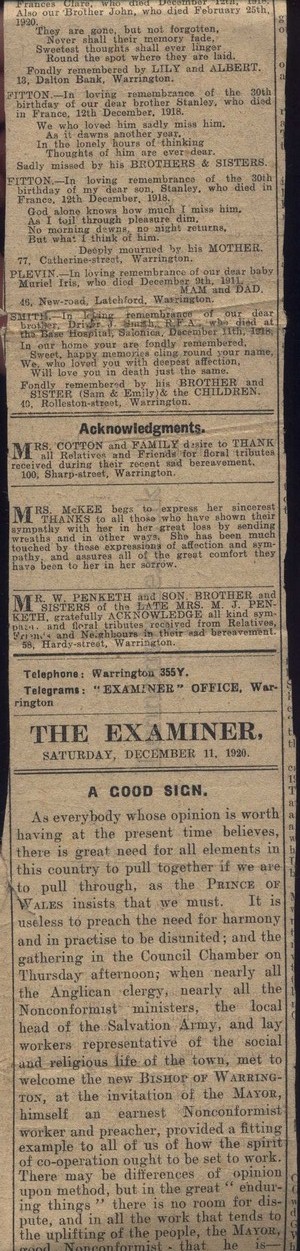 Frances Clare, who died December 12th, 1918.
Also our Brother John, who died February 25th,
1920.
They are gone, but not forgotten,
Never shall their memory fade,
Sweetest thoughts shall ever linger
Round the spot where they are laid.
Fondly remembered by LILY and ALBERT.
13, Dalton Bank, Warrington.
FITTON.—In loving remembrance of the 30th
birthday of our dear brother Stanley, who died
in France, 12th December, 1918.
We who loved him sadly miss him,
As it dawns another year,
In the lonely hours of thinking
Thoughts of him are ever dear.
Sadly missed by his BROTHERS & SISTERS.
FITTON.—In loving remembrance of the 30th
birthday of my dear son, Stanley, who died in
France, 12th December, 1918.
God alone knows how much I miss him,
As I toil through pleasure dim,
No morning dawns, no night returns,
But what I think of him.
Deeply mourned by his MOTHER.
77, Catherine-street, Warrington.
PLEVIN.—In loving remembrance of our dear baby
Muriel Iris, who died December 9th, 1911.
MAM and DAD.
46, New-road, Latchford, Warrington.
SMITH.—In loving remembrance of our dear
brother, Driver J. Smith, R.F.A., who died at
the Base Hospital, Salonica, December 11th, 1918.
In our home your are fondly remembered,
Sweet, happy memories cling round your name,
We, who loved you with deepest affection,
Will love you in death just the same.
Fondly remembered by his BROTHER and
SISTER (Sam & Emily)& the CHILDREN.
40, Rolleston-street, Warrington.
Acknowledgments.
MRS. COTTON and FAMILY desire to THANK
all Relatives and Friends for floral tributes
received during their recent sad bereavement.
100, Sharp-street, Warrington.
MRS. McKEE begs to express her sincerest
THANKS to all those who have shown their
sympathy with her in her great loss by sending
wreaths and in other ways. She has been much
touched by these expressions of affection and sym-
pathy, and assures all of the great comfort they
have been to her in her sorrow.
MR. W. PENKETH and SON, BROTHER and
SISTERS of the LATE MRS. M. J. PEN-
KETH, gratefully ACKNOWLEDGE all kind sym-
pathy and floral tributes received from Relatives,
Friends and Neighbours in their sad bereavement.
58, Hardy-street, Warrington.
Telephone: Warrington 355Y.
Telegrams: "EXAMINER" OFFICE, War-
rington
THE EXAMINER,
SATURDAY, DECEMBER 11, 1920.
A GOOD SIGN.
As everybody whose opinion is worth
having at the present time believes,
there is great need for all elements in
this country to pull together if we are
to pull through, as the PRINCE OF
WALES insists that we must. It is
useless to preach the need for harmony
and in practise to be disunited; and the
gathering in the Council Chamber on
Thursday afternoon; when nearly all
the Anglican clergy, nearly all the
Nonconformist ministers, the local
head of the Salvation Army, and lay
workers representative of the social
and religious life of the town, met to
welcome the new BISHOP OF WARRING-
TON, at the invitation of the MAYOR,
himself an earnest Nonconformist
worker and preacher, provided a fitting
example to all of us of how the spirit
of co-operation ought to be set to work.
There may be differences of opinion
upon method, but in the great "endur-
ing things" there is no room for dis-
pute, and in all the work that tends to
the uplifting of the people, the MAYOR,
good Nonconformist that he is—